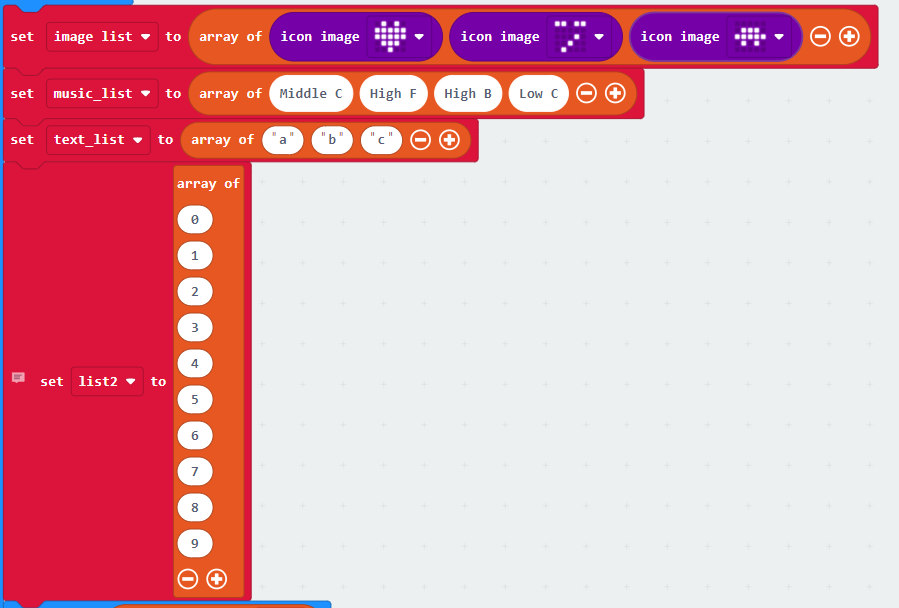 set image list to array of icon image icon image icon image
set music_list to array of Middle C High F High B Low C
set text_list to array of "a" "b" "c"
array of
0
1
2
3
4
set list2 to
5
6
7
8
9